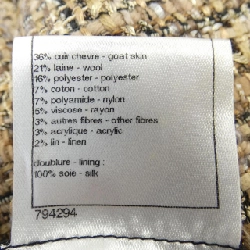 36% cuir chevre - goat skin
21% laine - wool
16% polyester - polyester
7% coton - cotton
7% polyamide - nylon
5% viscose - rayon
3% autres fibres - other fibres
3% acrylique - acrylic
2% lin - linen
doublure - lining :
100% soie - silk
794294